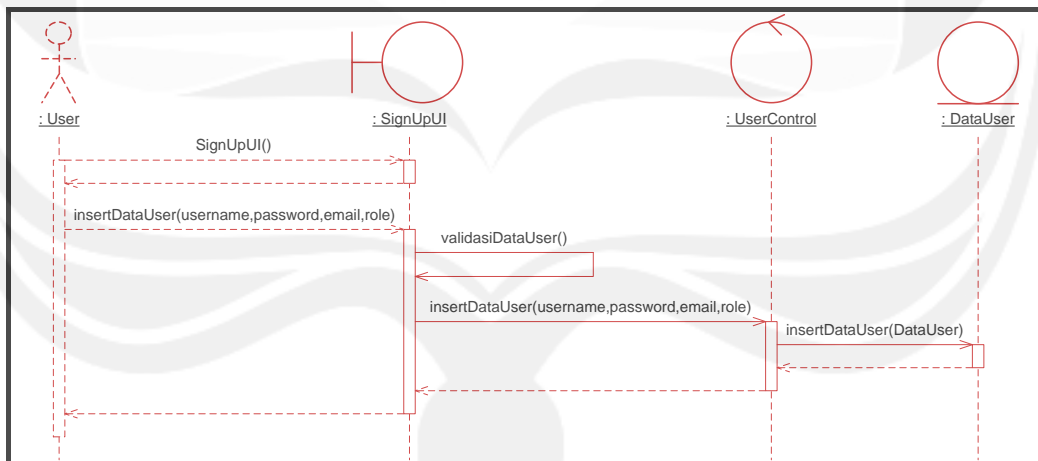 : User
: SignUpUI
: UserControl
: DataUser
SignUpUI()
insertDataUser(username,password,email,role)
validasiDataUser()
insertDataUser(username,password,email,role)
insertDataUser(DataUser)